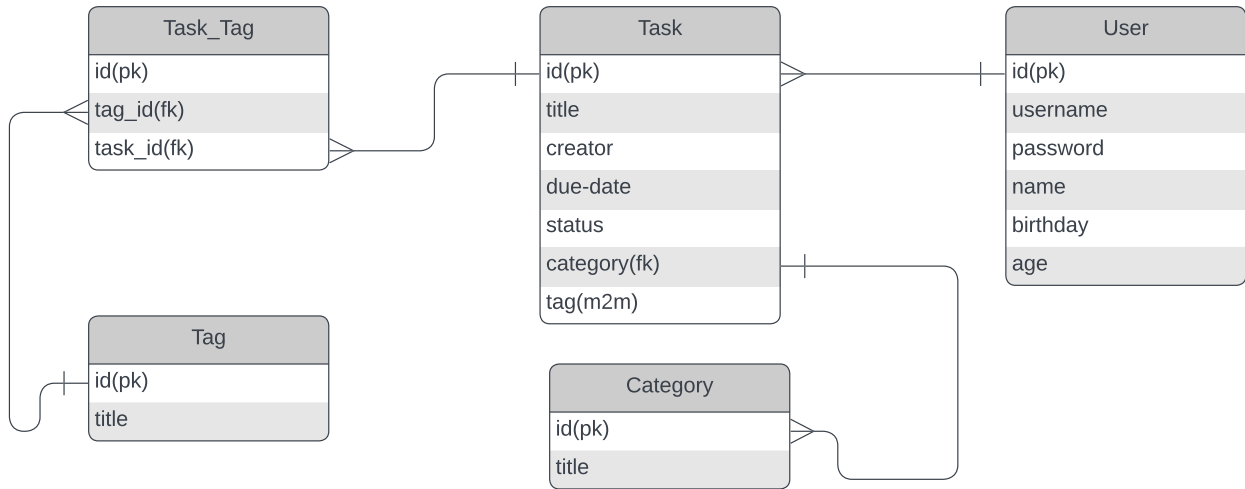 Task_Tag
id(pk)
tag_id(fk)
task_id(fk)
Task
id(pk)
title
creator
due-date
status
category(fk)
tag(m2m)
User
id(pk)
username
password
name
birthday
age
Tag
id(pk)
title
Category
id(pk)
title